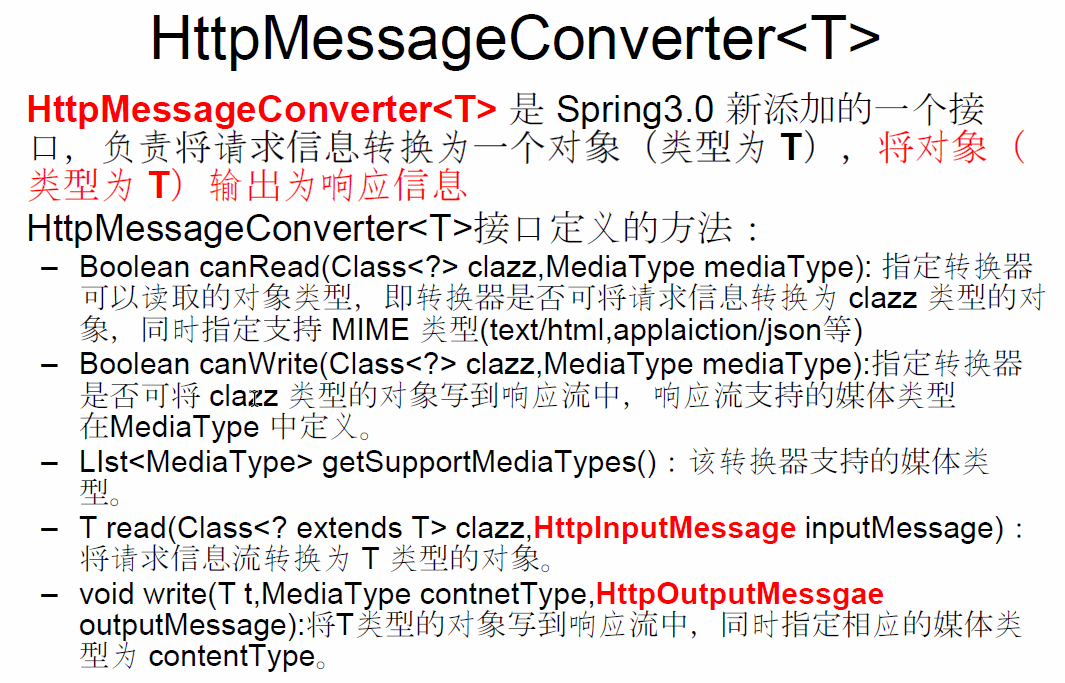 HttpMessageConverter<T>
HttpMessageConverter<T> 是 Spring3.0 新添加的一个接
口，负责将请求信息转换为一个对象（类型为 T），将对象（
类型为 T）输出为响应信息
HttpMessageConverter<T>接口定义的方法：
– Boolean canRead(Class<?> clazz,MediaType mediaType): 指定转换器
可以读取的对象类型，即转换器是否可将请求信息转换为 clazz 类型的对
象，同时指定支持 MIME 类型(text/html,applaiction/json等)
– Boolean canWrite(Class<?> clazz,MediaType mediaType):指定转换器
是否可将 clazz 类型的对象写到响应流中，响应流支持的媒体类型
在MediaType 中定义。
– LIst<MediaType> getSupportMediaTypes()：该转换器支持的媒体类
型。
– T read(Class<? extends T> clazz,HttpInputMessage inputMessage)：
将请求信息流转换为 T 类型的对象。
– void write(T t,MediaType contnetType,HttpOutputMessgae
outputMessage):将T类型的对象写到响应流中，同时指定相应的媒体类
型为 contentType。